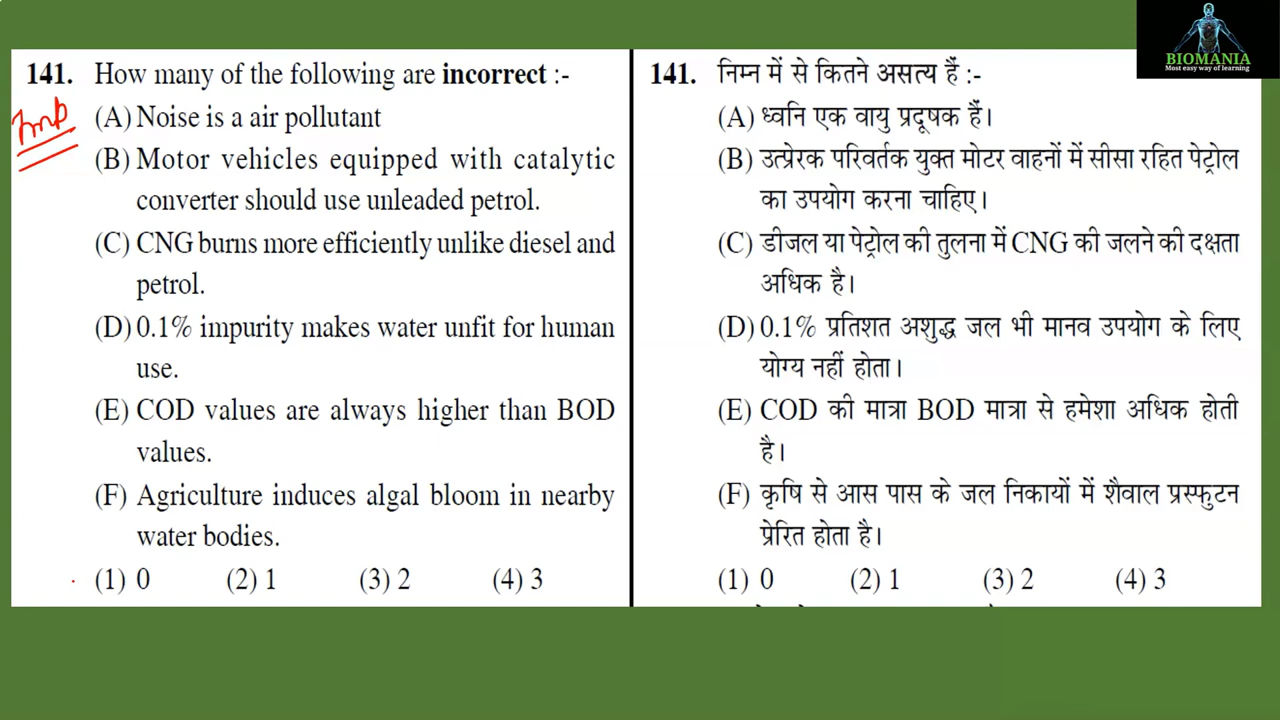 BIOMANIA
Most easy way of learning
141. How many of the following are incorrect :-
Imp
(A) Noise is a air pollutant
(B) Motor vehicles equipped with catalytic
converter should use unleaded petrol.
(C) CNG burns more efficiently unlike diesel and
petrol.
(D) 0.1% impurity makes water unfit for human
use.
(E) COD values are always higher than BOD
values.
(F) Agriculture induces algal bloom in nearby
water bodies.
(1) 0 (2) 1 (3) 2 (4) 3
141. निम्न में से कितने असत्य हैं :-
(A) ध्वनि एक वायु प्रदूषक हैं।
(B) उत्प्रेरक परिवर्तक युक्त मोटर वाहनों में सीसा रहित पेट्रोल
का उपयोग करना चाहिए।
(C) डीजल या पेट्रोल की तुलना में CNG की जलने की दक्षता
अधिक है।
(D) 0.1% प्रतिशत अशुद्ध जल भी मानव उपयोग के लिए
योग्य नहीं होता।
(E) COD की मात्रा BOD मात्रा से हमेशा अधिक होती
है।
(F) कृषि से आस पास के जल निकायों में शैवाल प्रस्फुटन
प्रेरित होता है।
(1) 0 (2) 1 (3) 2 (4) 3